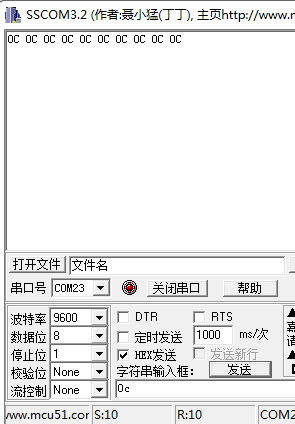 SSCOM3.2 (作者:聂小猛(丁丁), 主页http://www.m
0C 0C 0C 0C 0C 0C 0C 0C 0C 0C
打开文件 文件名
串口号 COM23 关闭串口 帮助
波特率 9600 DTR RTS
数据位 8 定时发送 1000 ms/次
停止位 1 HEX发送 发送新行
校验位 None 字符串输入框: 发送
流控制 None 0c
www.mcu51.cor S:10 R:10 COM2